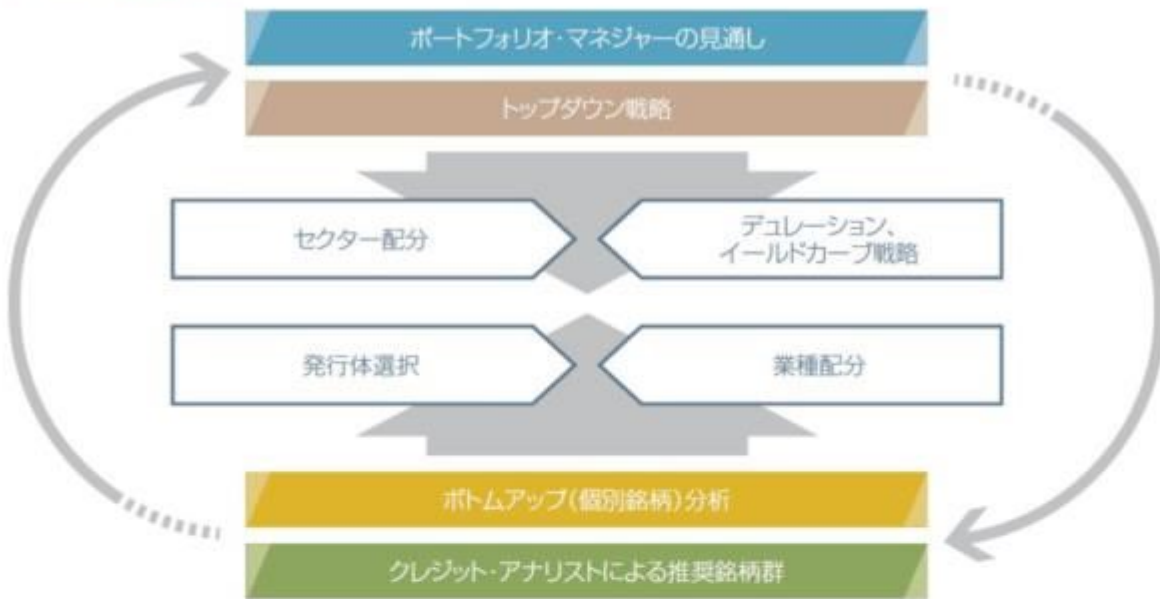 ポートフォリオ・マネジャーの見通し
トップダウン戦略
セクター配分
デュレーション、
イールドカーブ戦略
発行体選択
業種配分
ボトムアップ(個別銘柄)分析
クレジット・アナリストによる推奨銘柄群